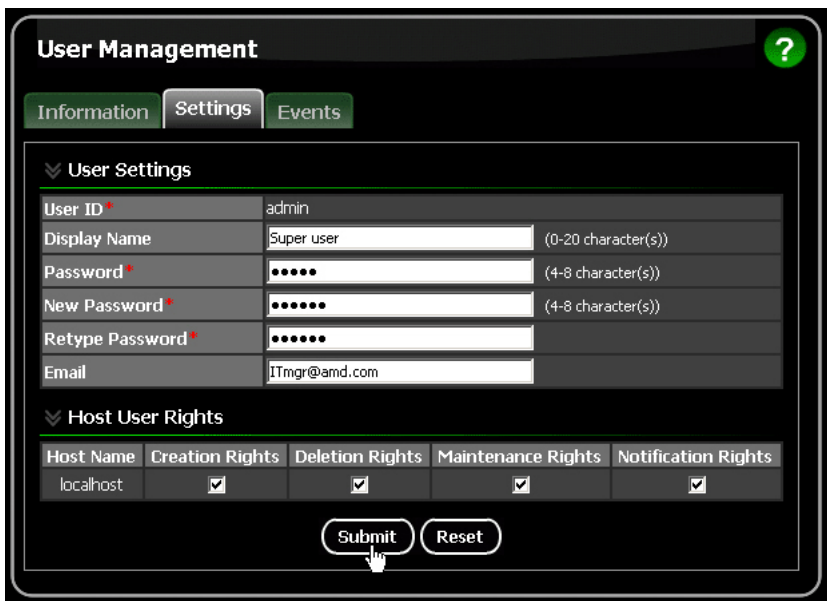 User Management
?
Information Settings Events
User Settings
User ID* admin
Display Name Super user (0-20 character(s))
Password* ••••• (4-8 character(s))
New Password* •••••• (4-8 character(s))
Retype Password* ••••••
Email ITmgr@amd.com
Host User Rights
Host Name Creation Rights Deletion Rights Maintenance Rights Notification Rights
localhost
Submit Reset